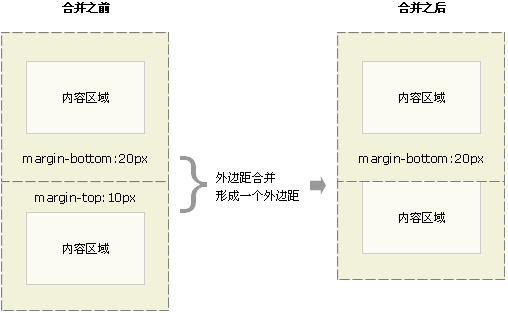 合并之前
合并之后
内容区域
margin-bottom:20px
margin-top:10px
内容区域
外边距合并
形成一个外边距
内容区域
margin-bottom:20px
内容区域